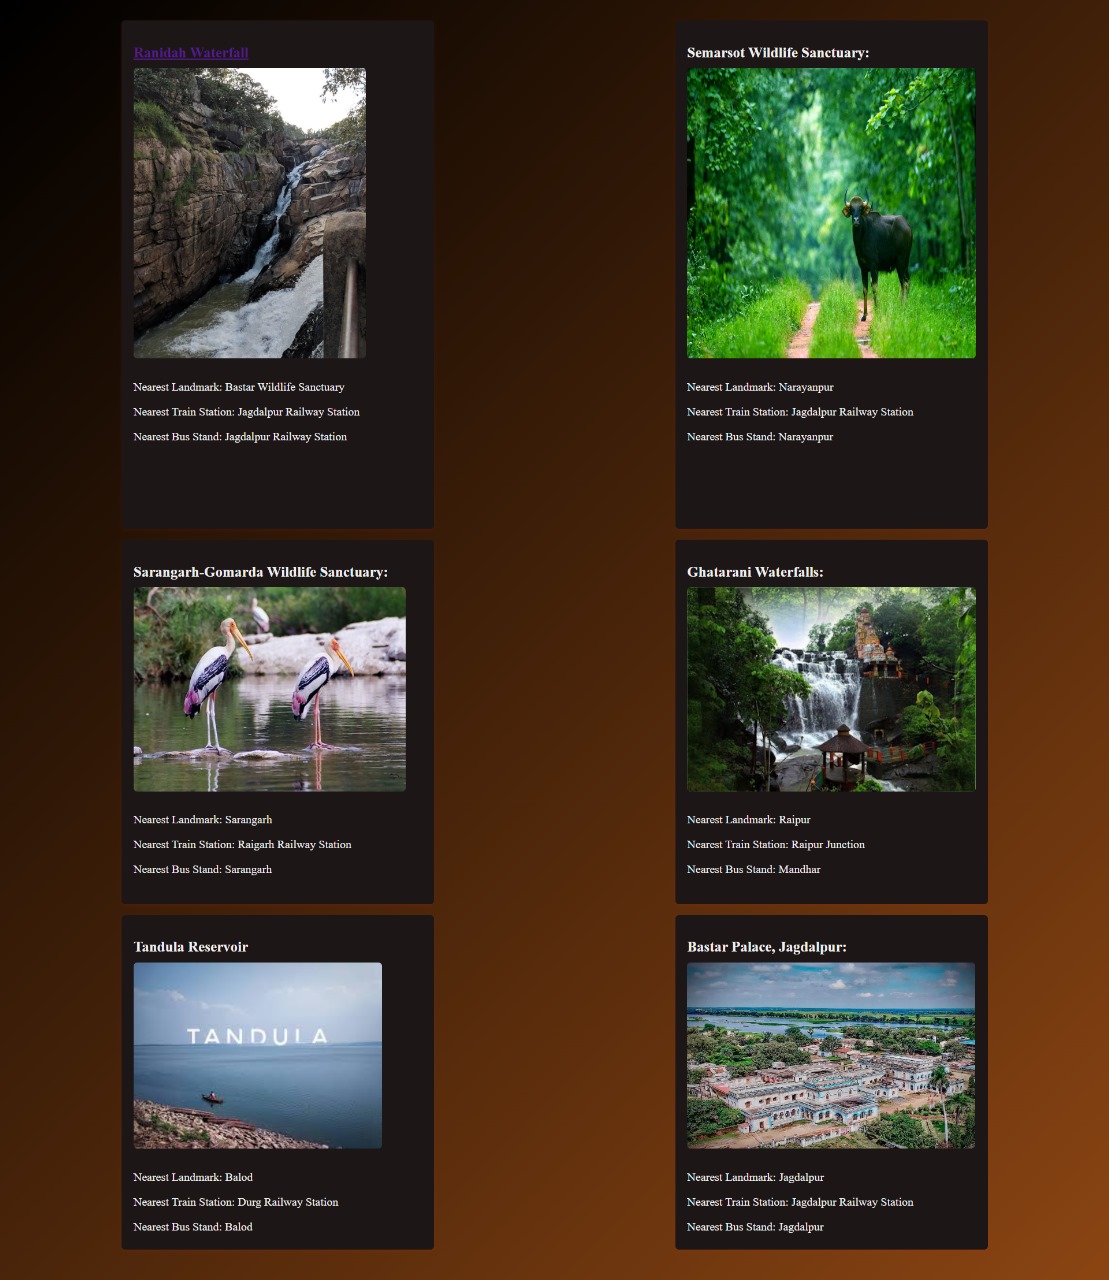 Ranidah Waterfall
Nearest Landmark: Bastar Wildlife Sanctuary
Nearest Train Station: Jagdalpur Railway Station
Nearest Bus Stand: Jagdalpur Railway Station
Semarsot Wildlife Sanctuary:
Nearest Landmark: Narayanpur
Nearest Train Station: Jagdalpur Railway Station
Nearest Bus Stand: Narayanpur
Sarangarh-Gomarda Wildlife Sanctuary:
Nearest Landmark: Sarangarh
Nearest Train Station: Raigarh Railway Station
Nearest Bus Stand: Sarangarh
Ghatarani Waterfalls:
Nearest Landmark: Raipur
Nearest Train Station: Raipur Junction
Nearest Bus Stand: Mandhar
Tandula Reservoir
TANDULA
Nearest Landmark: Balod
Nearest Train Station: Durg Railway Station
Nearest Bus Stand: Balod
Bastar Palace, Jagdalpur:
Nearest Landmark: Jagdalpur
Nearest Train Station: Jagdalpur Railway Station
Nearest Bus Stand: Jagdalpur